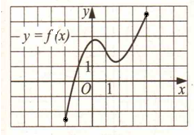 y
y = f (x)
1
O 1 x